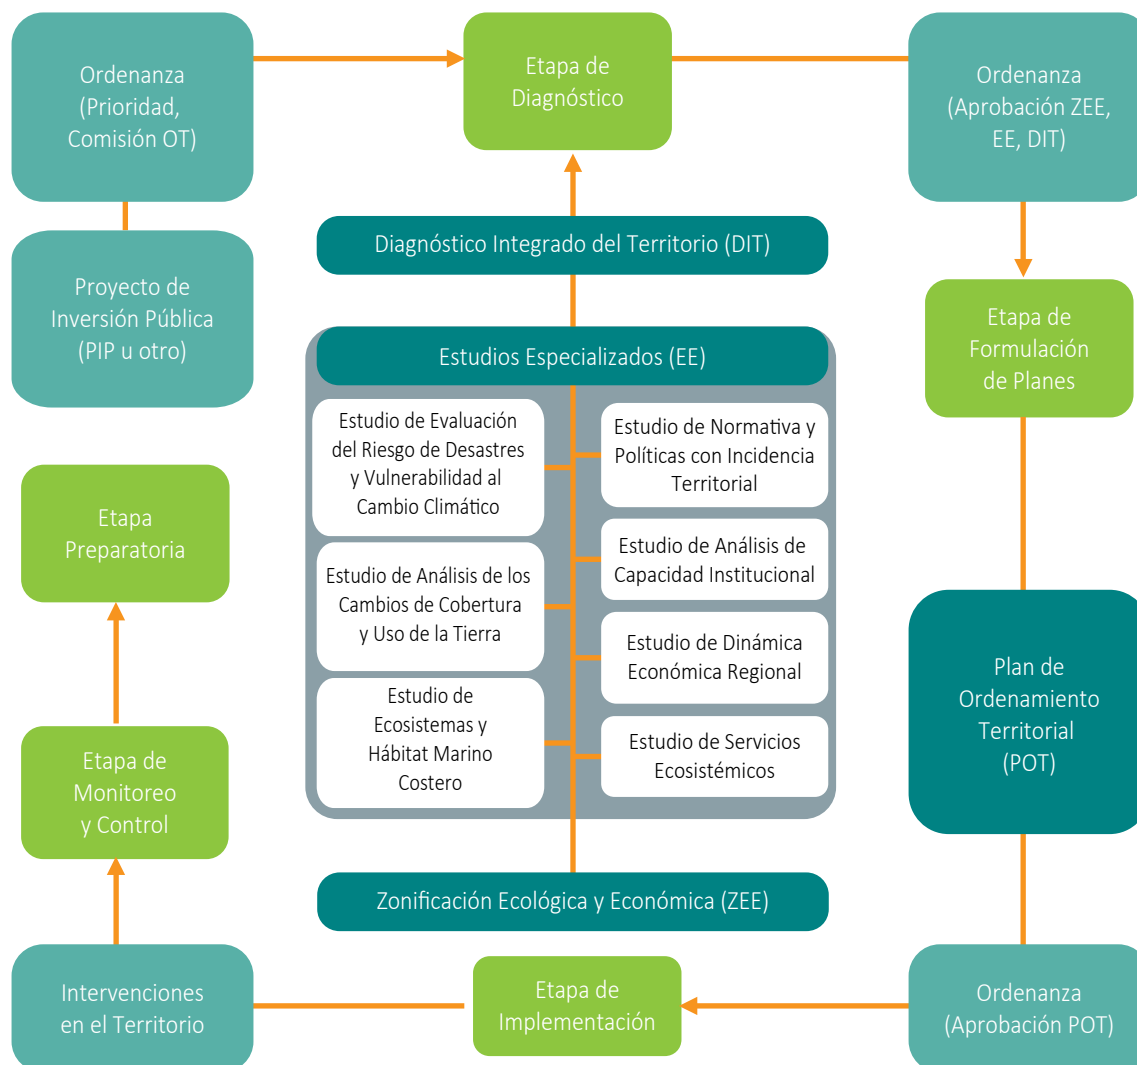 Ordenanza
(Prioridad,
Comisión OT)
Etapa de
Diagnóstico
Ordenanza
(Aprobación ZEE,
EE, DIT)
Proyecto de
Inversión Pública
(PIP u otro)
Diagnóstico Integrado del Territorio (DIT)
Etapa de
Formulación
de Planes
Estudios Especializados (EE)
Estudio de Evaluación
del Riesgo de Desastres
y Vulnerabilidad al
Cambio Climático
Estudio de Normativa y
Políticas con Incidencia
Territorial
Estudio de Análisis de los
Cambios de Cobertura
y Uso de la Tierra
Estudio de Análisis de
Capacidad Institucional
Estudio de Dinámica
Económica Regional
Estudio de
Ecosistemas y
Hábitat Marino
Costero
Estudio de Servicios
Ecosistémicos
Etapa
Preparatoria
Plan de
Ordenamiento
Territorial
(POT)
Etapa de
Monitoreo
y Control
Zonificación Ecológica y Económica (ZEE)
Intervenciones
en el Territorio
Etapa de
Implementación
Ordenanza
(Aprobación POT)